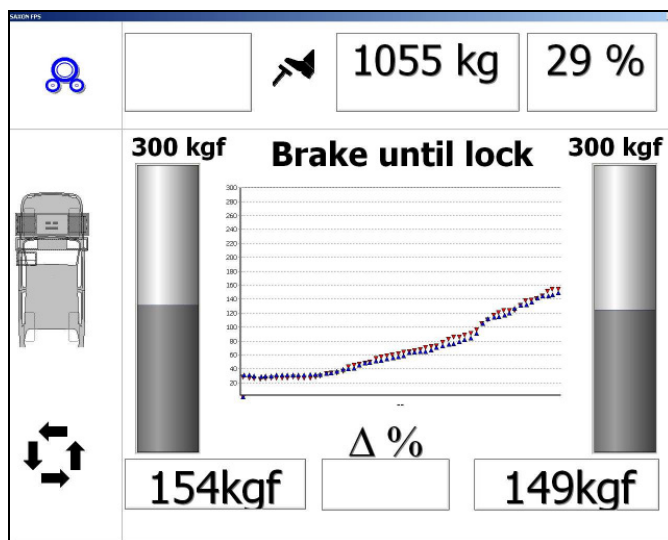 SAXON FPS
1055 kg
29 %
300 kgf
Brake until lock
300 kgf
300
280
260
240
220
200
180
160
140
120
100
80
60
40
20
--
Δ %
154kgf
149kgf